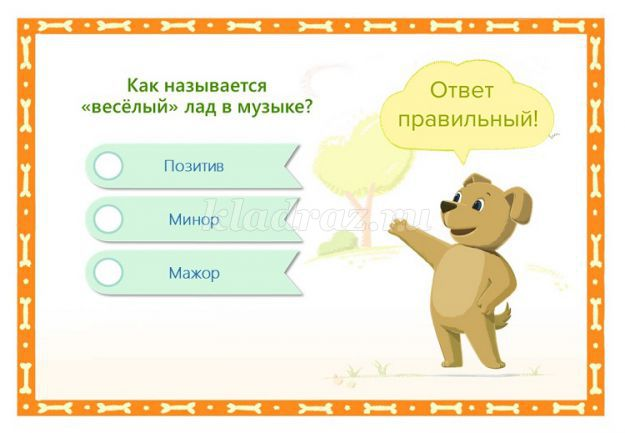 Как называется
«весёлый» лад в музыке?
Позитив
Минор
Мажор
Ответ
правильный!
kladraz.ru